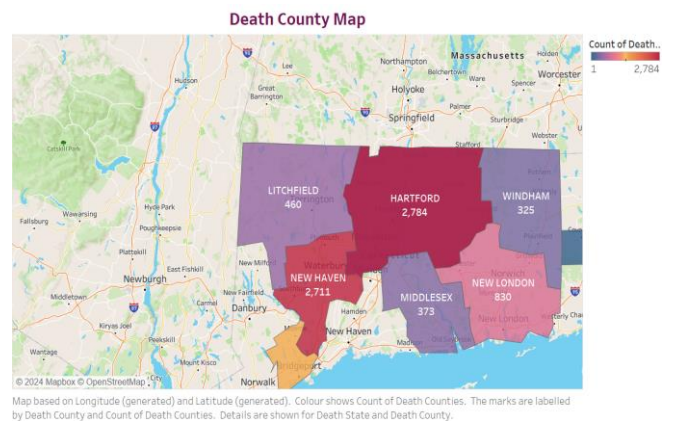 Death County Map
Count of Death..
1 2,784
Massachusetts
Northampton
Holden
Belchertown
Ware
Spencer
Worcester
Lee
Great
Barrington
Holyoke
Hudson
Palmer
Sturbridge
Springfield
Webster
Stafford
Catskill Park
LITCHFIELD
460
HARTFORD
2,784
WINDHAM
325
Hyde Park
Wawarsing
Fallsburg
Poughkeepsie
Plattekill
East Fishkill
New Milford
Waterbury
NEW HAVEN
2,711
Norwich
NEW LONDON
830
MIDDLESEX
373
Newburgh
New Fairfield
Middletown
Carmel
Danbury
Hamden
New London
Westerly
Kiryas Joel
New Haven
Madison
Peekskill
Wantage
Mount Kisco
Bridgeport
Norwalk
© 2024 Mapbox © OpenStreetMap
Map based on Longitude (generated) and Latitude (generated). Colour shows Count of Death Counties. The marks are labelled
by Death County and Count of Death Counties. Details are shown for Death State and Death County.